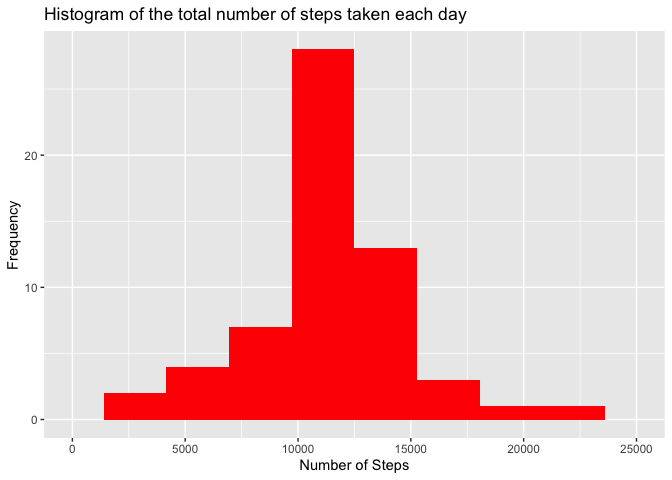 Histogram of the total number of steps taken each day
Frequency
20
10
0
0 5000 10000 15000 20000 25000
Number of Steps